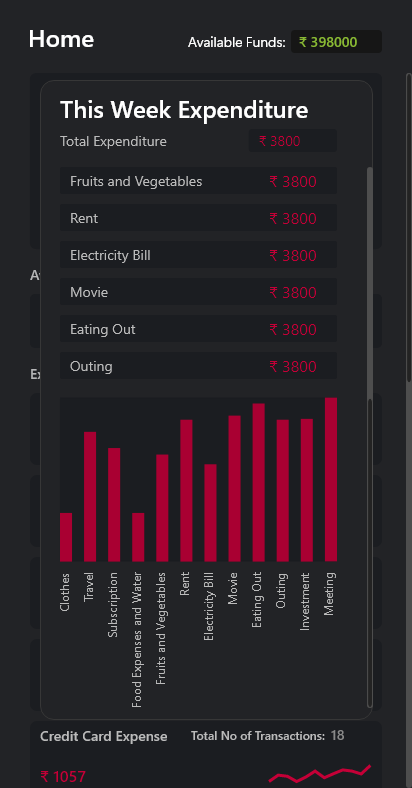 Home
Available Funds: ₹ 398000
This Week Expenditure
Total Expenditure ₹ 3800
Fruits and Vegetables ₹ 3800
Rent ₹ 3800
Electricity Bill ₹ 3800
Movie ₹ 3800
Eating Out ₹ 3800
Outing ₹ 3800
Clothes
Travel
Subscription
Food Expenses and Water
Fruits and Vegetables
Rent
Electricity Bill
Movie
Eating Out
Outing
Investment
Meeting
Credit Card Expense Total No of Transactions: 18
₹ 1057